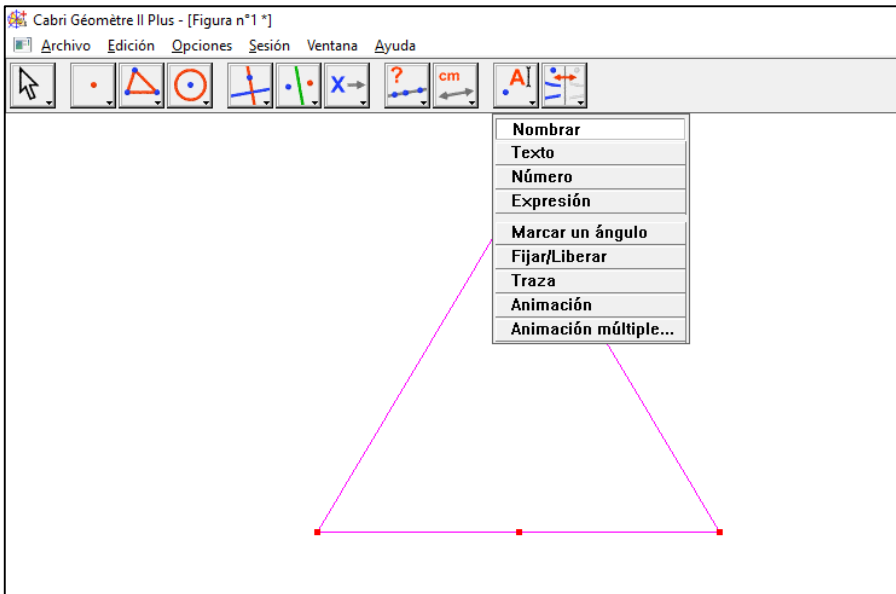 Cabri Géomètre II Plus - [Figura n°1 *]
Archivo Edición Opciones Sesión Ventana Ayuda
X ? cm A
Nombrar
Texto
Número
Expresión
Marcar un ángulo
Fijar/Liberar
Traza
Animación
Animación múltiple...